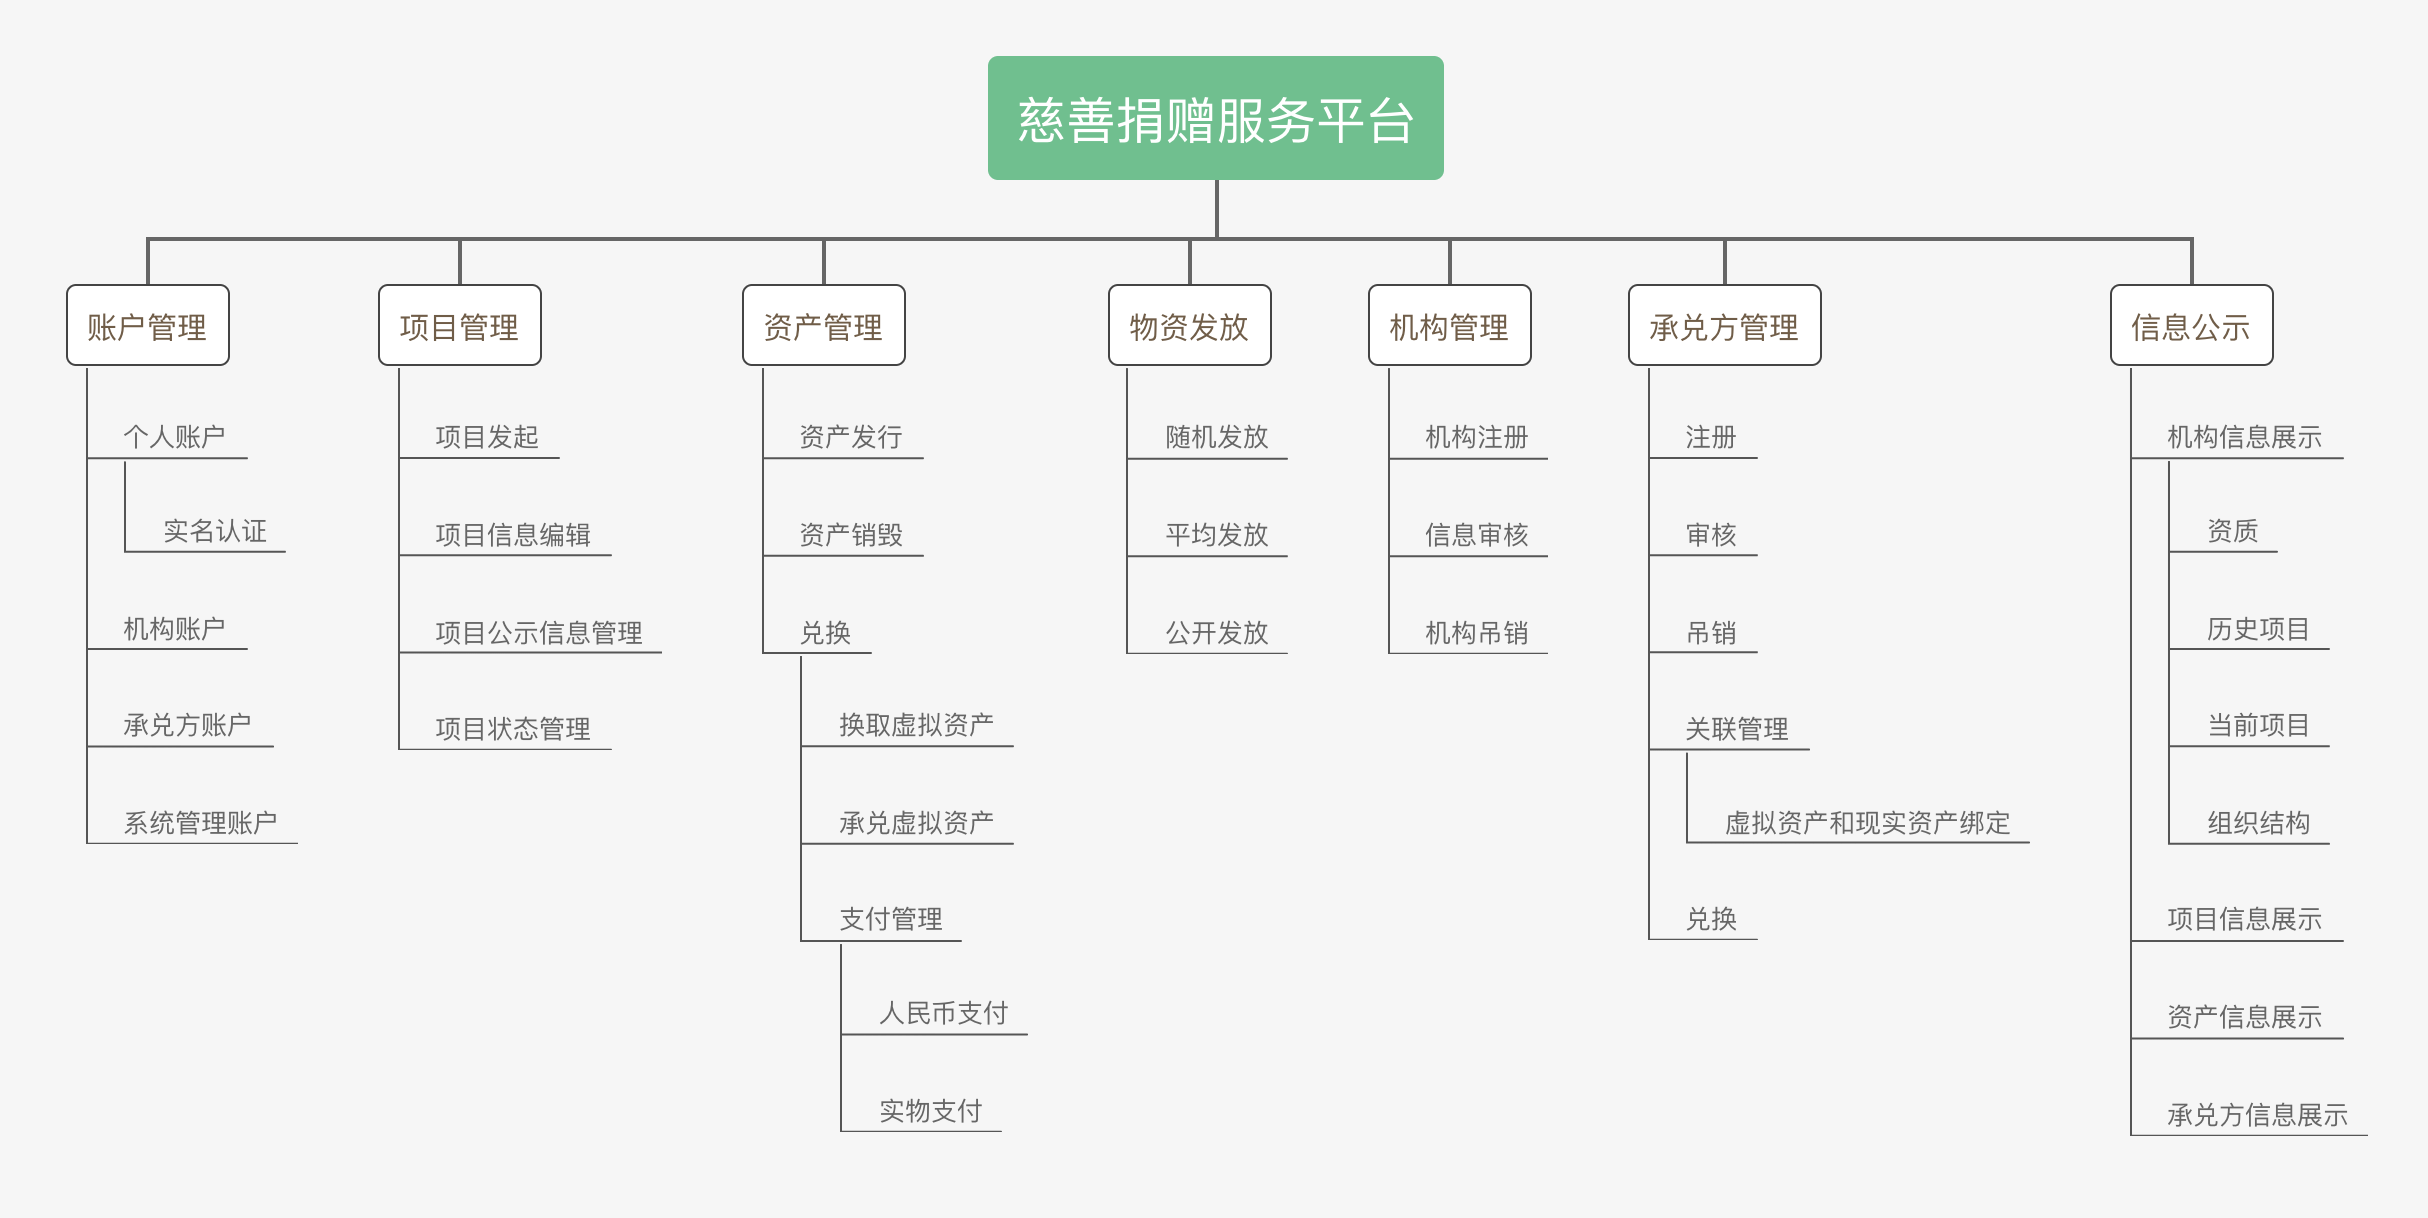 慈善捐赠服务平台
账户管理
个人账户
实名认证
机构账户
承兑方账户
系统管理账户
项目管理
项目发起
项目信息编辑
项目公示信息管理
项目状态管理
资产管理
资产发行
资产销毁
兑换
换取虚拟资产
承兑虚拟资产
支付管理
人民币支付
实物支付
物资发放
随机发放
平均发放
公开发放
机构管理
机构注册
信息审核
机构吊销
承兑方管理
注册
审核
吊销
关联管理
虚拟资产和现实资产绑定
兑换
信息公示
机构信息展示
资质
历史项目
当前项目
组织结构
项目信息展示
资产信息展示
承兑方信息展示